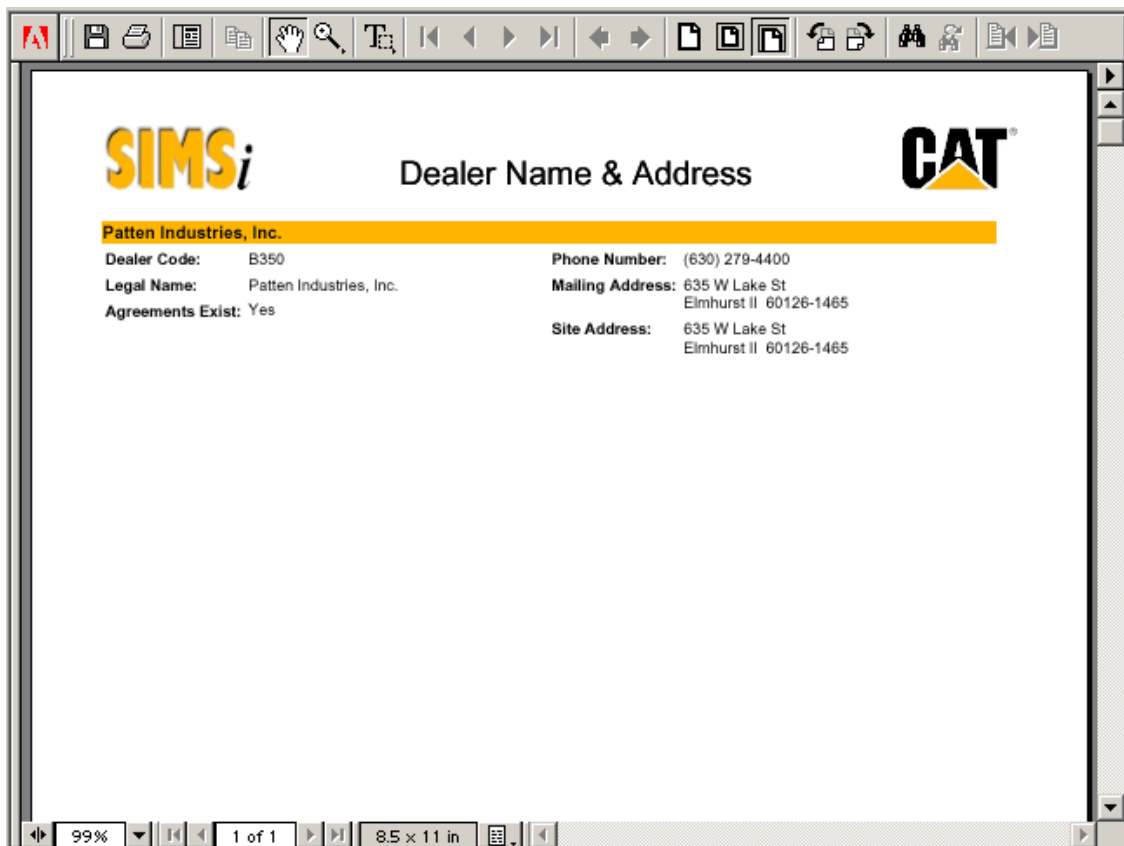 SIMSi
Dealer Name & Address
CAT®
Patten Industries, Inc.
Dealer Code: B350
Legal Name: Patten Industries, Inc.
Agreements Exist: Yes
Phone Number: (630) 279-4400
Mailing Address: 635 W Lake St
Elmhurst Il 60126-1465
Site Address: 635 W Lake St
Elmhurst Il 60126-1465
99%
1 of 1
8.5 x 11 in